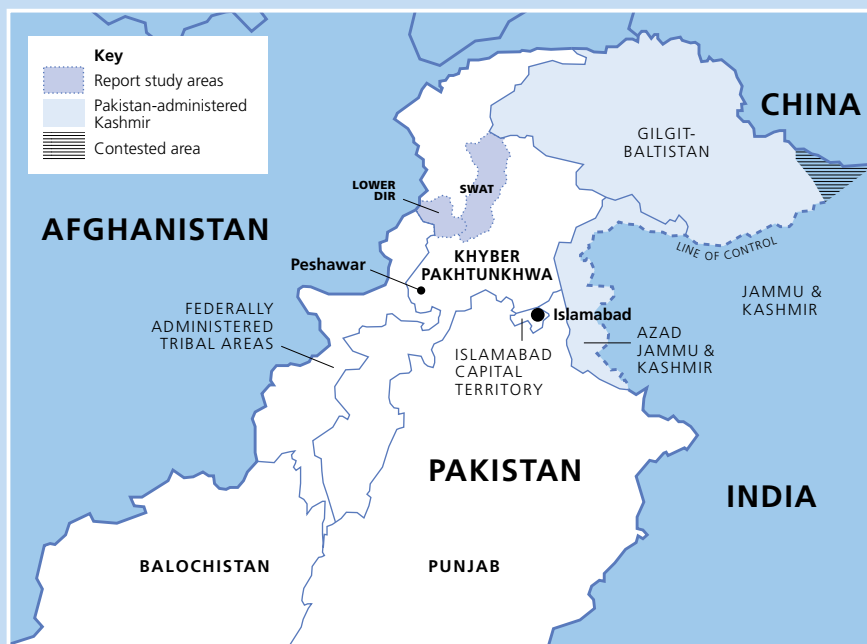 Key
Report study areas
Pakistan-administered
Kashmir
Contested area
CHINA
GILGIT-
BALTISTAN
LOWER
DIR
SWAT
AFGHANISTAN
LINE OF CONTROL
KHYBER
PAKHTUNKHWA
Peshawar
JAMMU &
KASHMIR
FEDERALLY
ADMINISTERED
TRIBAL AREAS
Islamabad
ISLAMABAD
CAPITAL
TERRITORY
AZAD
JAMMU &
KASHMIR
PAKISTAN
INDIA
BALOCHISTAN
PUNJAB